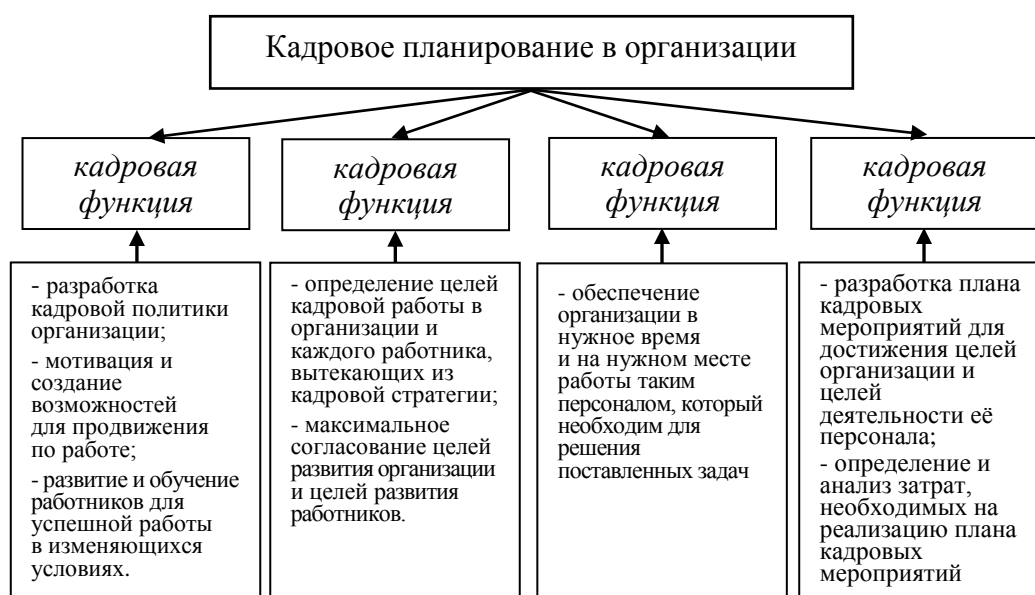 Кадровое планирование в организации
кадровая
функция
кадровая
функция
кадровая
функция
кадровая
функция
- разработка
кадровой политики
организации;
- мотивация и
создание
возможностей
для продвижения
по работе;
- развитие и обучение
работников для
успешной работы
в изменяющихся
условиях.
- определение целей
кадровой работы в
организации и
каждого работника,
вытекающих из
кадровой стратегии;
- максимальное
согласование целей
развития организации
и целей развития
работников.
- обеспечение
организации в
нужное время
и на нужном месте
работы таким
персоналом, который
необходим для
решения
поставленных задач
- разработка плана
кадровых
мероприятий для
достижения целей
организации и
целей
деятельности её
персонала;
- определение и
анализ затрат,
необходимых на
реализацию плана
кадровых
мероприятий